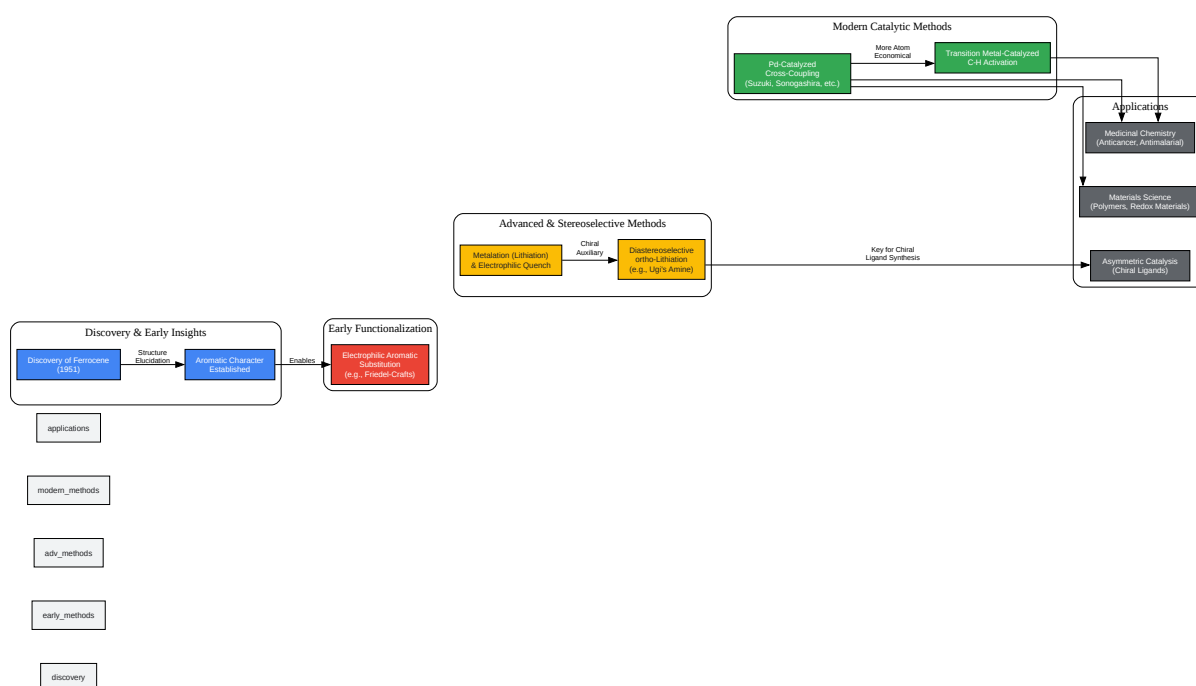 Modern Catalytic Methods
Pd-Catalyzed
Cross-Coupling
(Suzuki, Sonogashira, etc.)
More Atom
Economical
Transition Metal-Catalyzed
C-H Activation
Applications
Medicinal Chemistry
(Anticancer, Antimalarial)
Materials Science
(Polymers, Redox Materials)
Asymmetric Catalysis
(Chiral Ligands)
Advanced & Stereoselective Methods
Metalation (Lithiation)
& Electrophilic Quench
Chiral
Auxiliary
Diastereoselective
ortho-Lithiation
(e.g., Ugi's Amine)
Key for Chiral
Ligand Synthesis
Discovery & Early Insights
Discovery of Ferrocene
(1951)
Structure
Elucidation
Aromatic Character
Established
Enables
Early Functionalization
Electrophilic Aromatic
Substitution
(e.g., Friedel-Crafts)
applications
modern_methods
adv_methods
early_methods
discovery